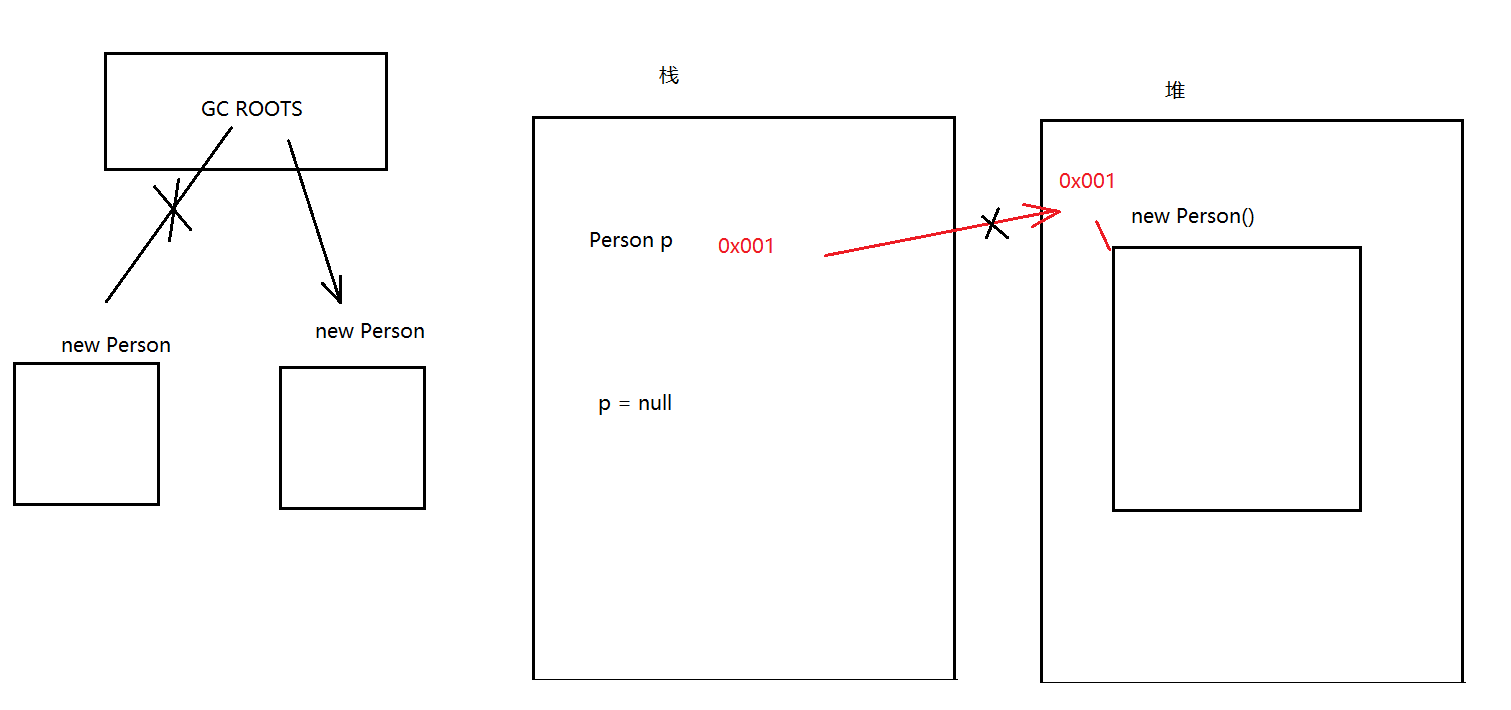 GC ROOTS
new Person
new Person
栈
Person p
0x001
p = null
堆
0x001
new Person()